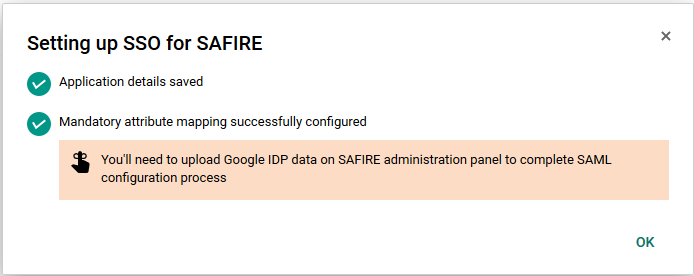 Setting up SSO for SAFIRE
Application details saved
Mandatory attribute mapping successfully configured
You'll need to upload Google IDP data on SAFIRE administration panel to complete SAML
configuration process
OK